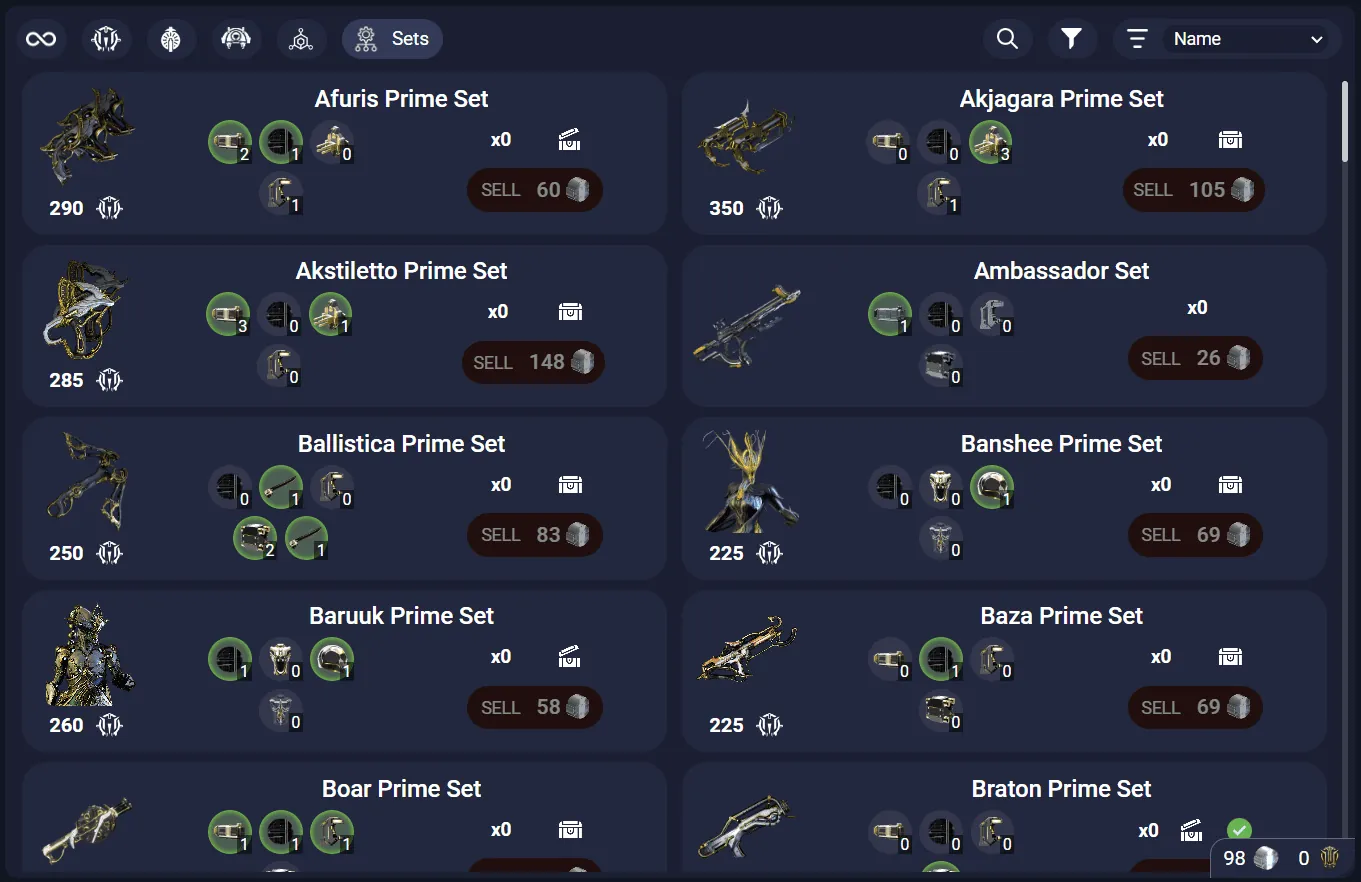 Sets
Name
Afuris Prime Set
2 1 0
x0
1
SELL 60
290
Akjagara Prime Set
0 0 3
x0
1
SELL 105
350
Akstiletto Prime Set
3 0 1
x0
0
SELL 148
285
Ambassador Set
1 0 0
x0
0
SELL 26
Ballistica Prime Set
0 1 0
x0
2 1
SELL 83
250
Banshee Prime Set
0 0 1
x0
0
SELL 69
225
Baruuk Prime Set
1 0 1
x0
0
SELL 58
260
Baza Prime Set
0 1 0
x0
0
SELL 69
225
Boar Prime Set
1 1 1
x0
Braton Prime Set
0 0 0
x0
98 0